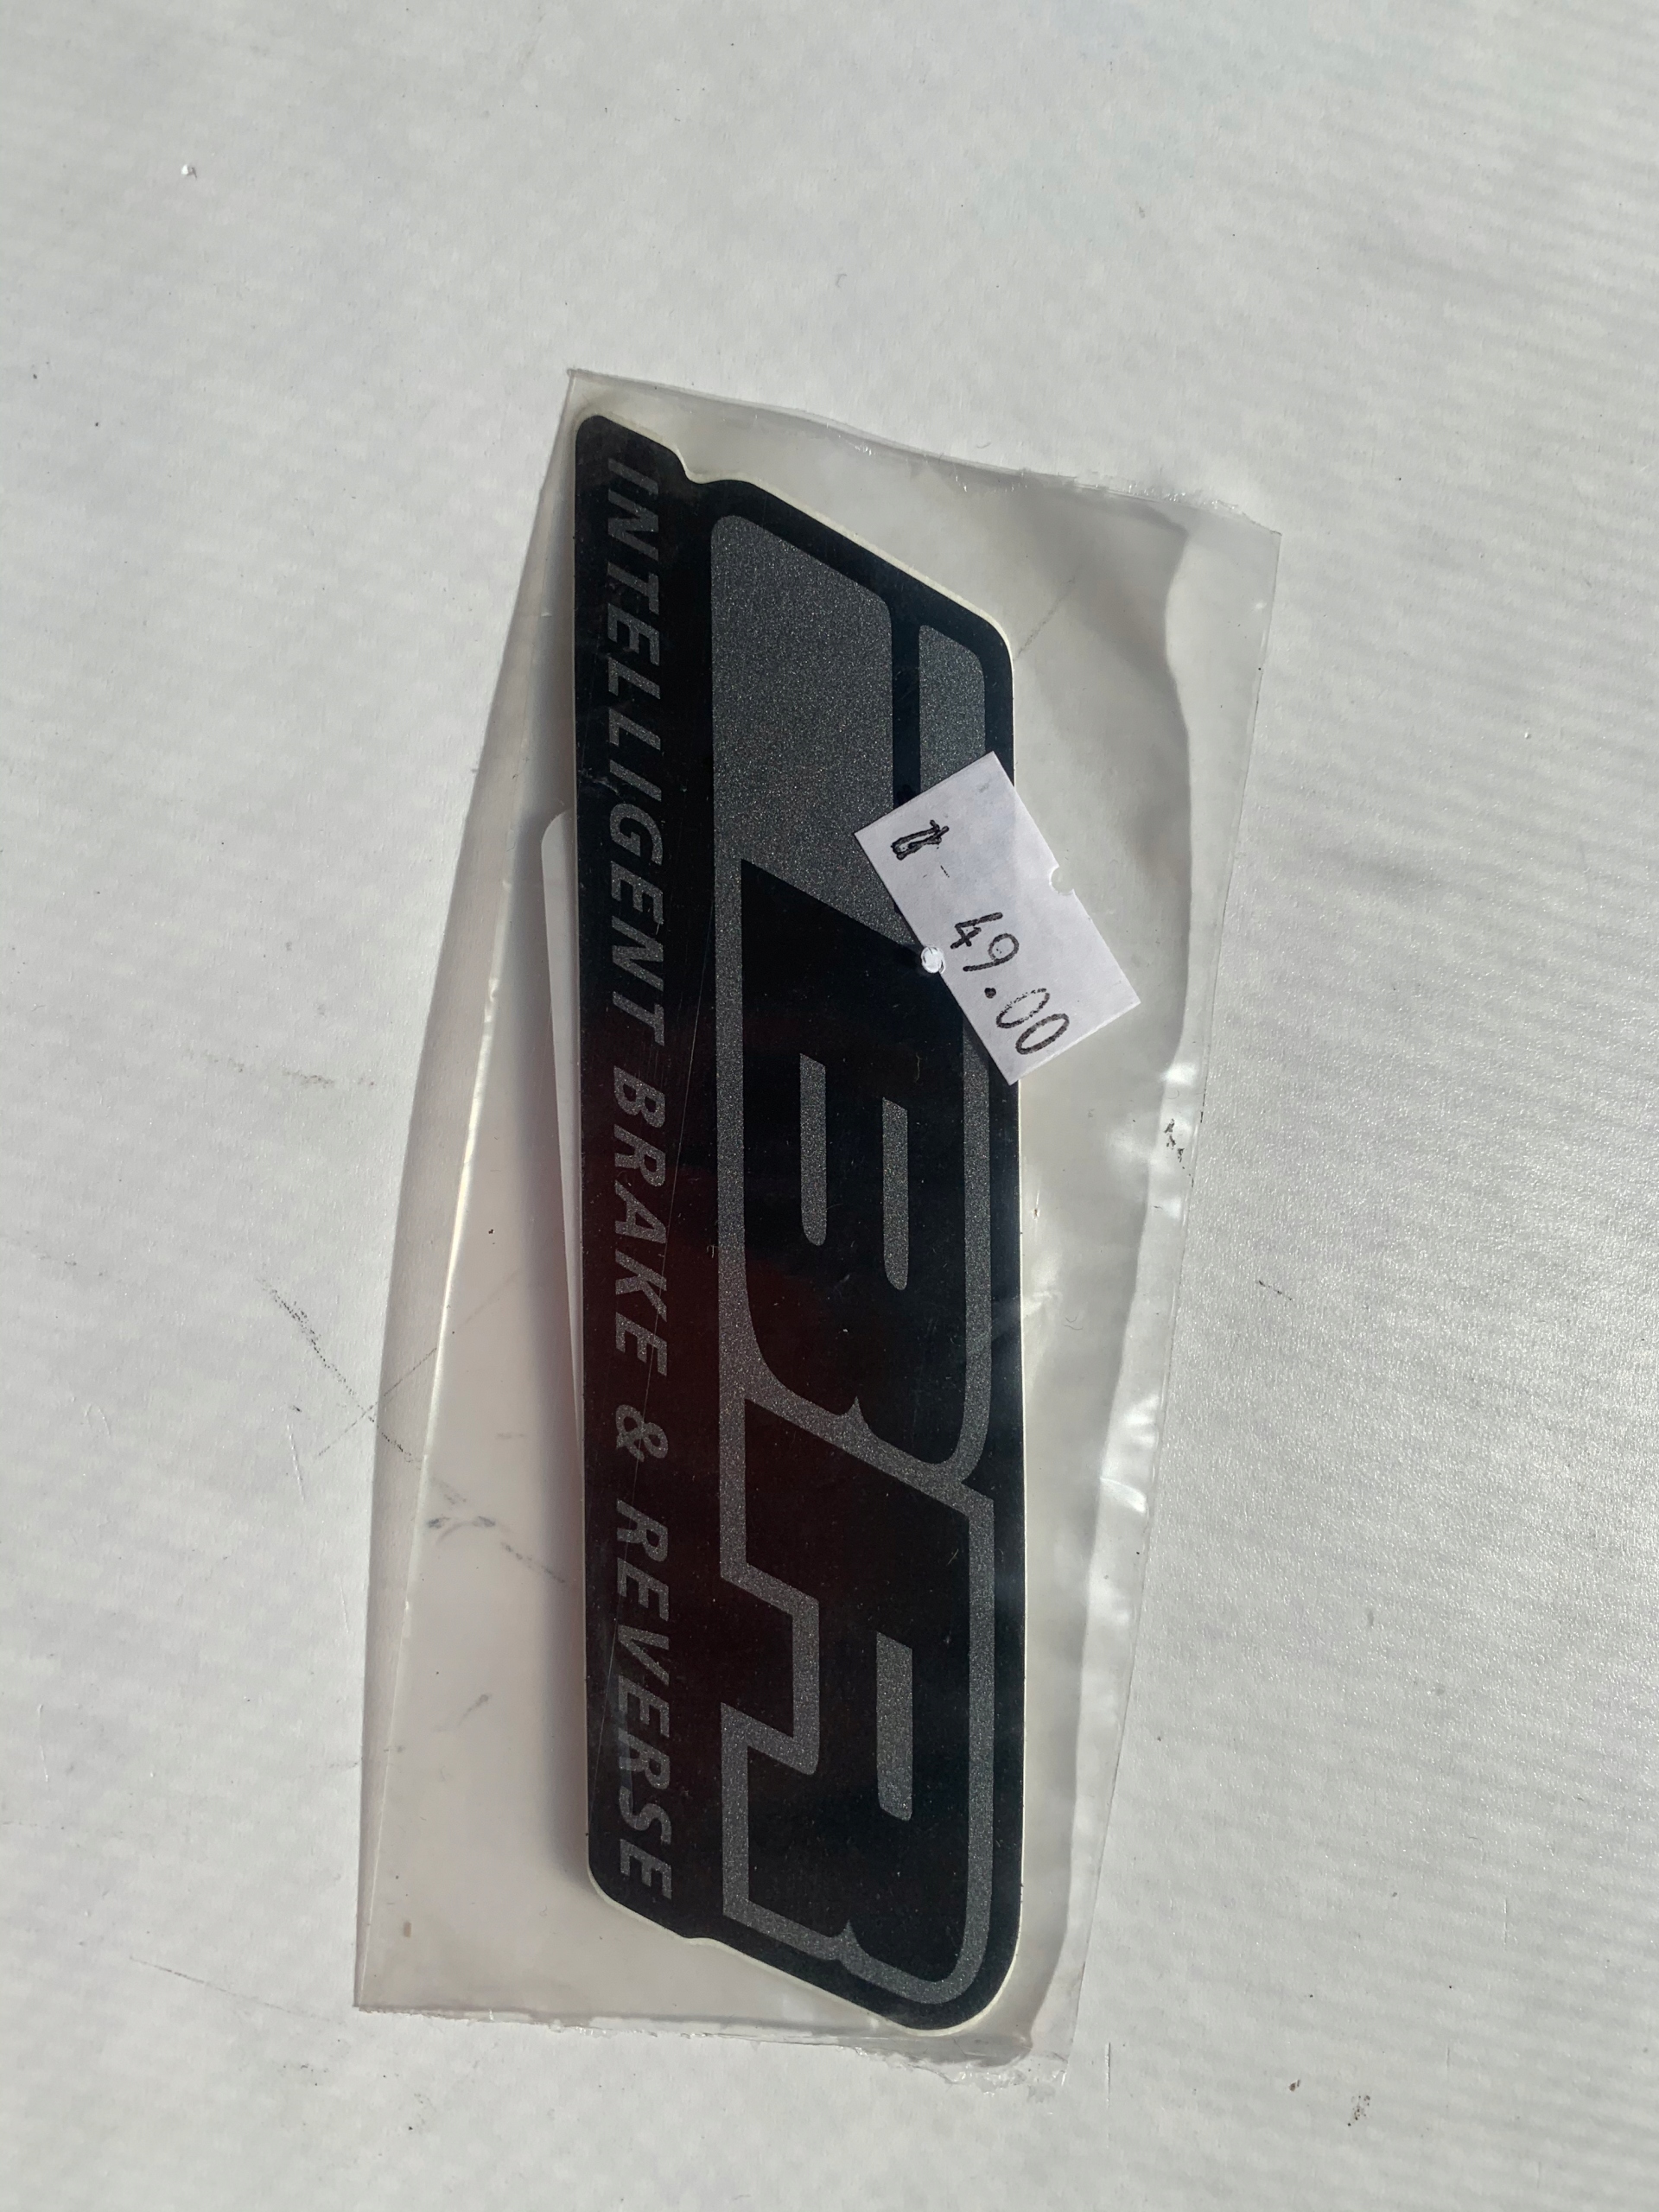 iBR
INTELLIGENT BRAKE & REVERSE
49.00